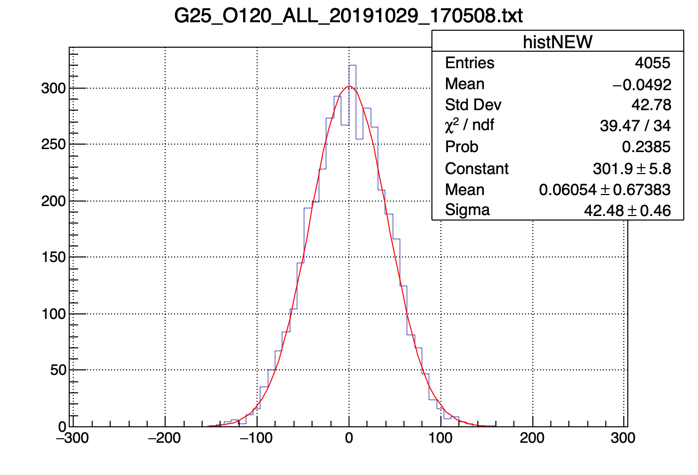 G25_O120_ALL_20191029_170508.txt
histNEW
Entries 4055
Mean −0.0492
Std Dev 42.78
χ² / ndf 39.47 / 34
Prob 0.2385
Constant 301.9 ± 5.8
Mean 0.06054 ± 0.67383
Sigma 42.48 ± 0.46
300
250
200
150
100
50
0
−300 −200 −100 0 100 200 300